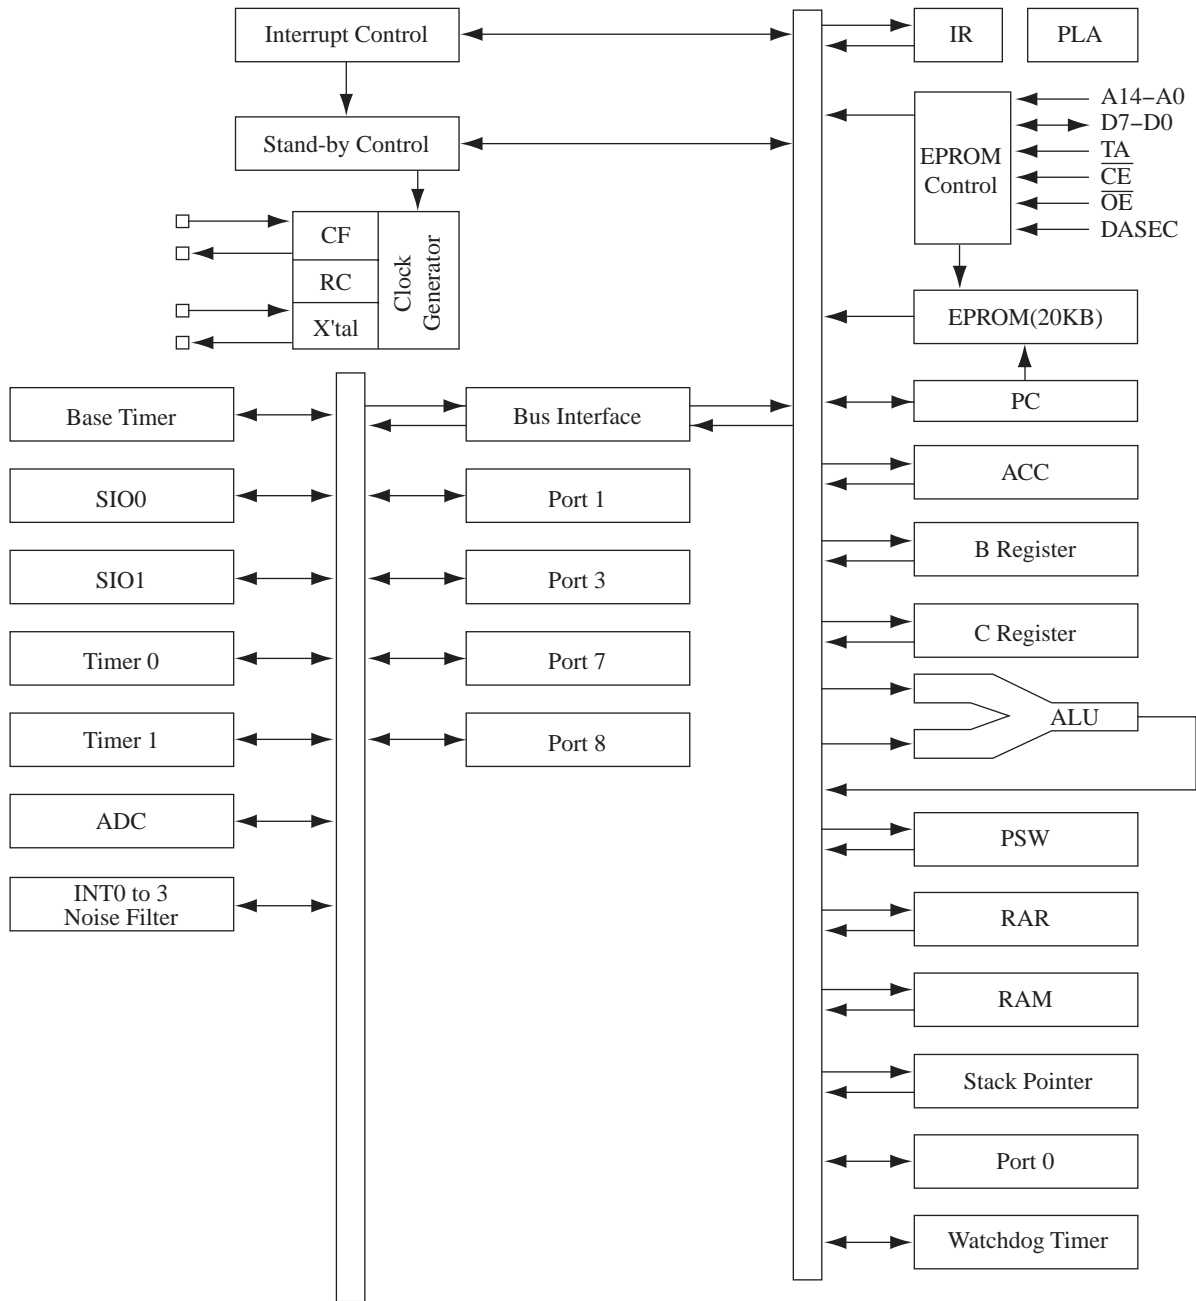 Interrupt Control
IR
PLA
Stand-by Control
EPROM
Control
A14–A0
D7–D0
TA
CE
OE
DASEC
CF
RC
X'tal
Clock
Generator
EPROM(20KB)
Base Timer
Bus Interface
PC
SIO0
Port 1
ACC
SIO1
Port 3
B Register
Timer 0
Port 7
C Register
Timer 1
Port 8
ALU
ADC
PSW
INT0 to 3
Noise Filter
RAR
RAM
Stack Pointer
Port 0
Watchdog Timer